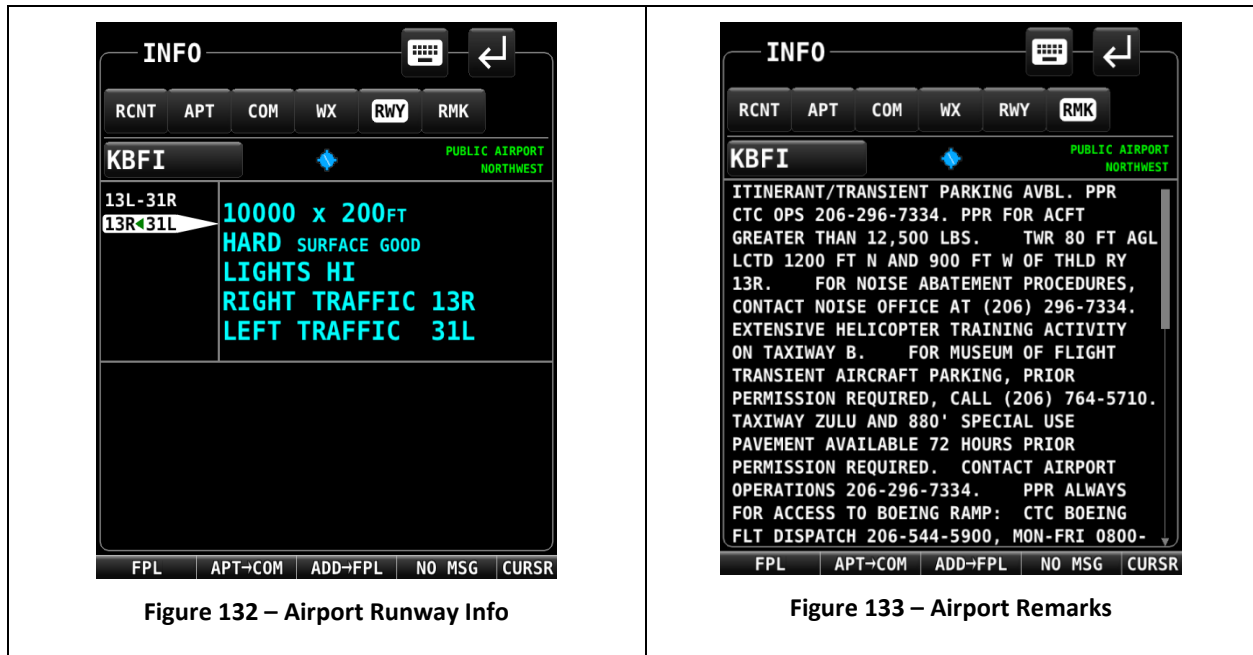 INFO
RCNT APT COM WX RWY RMK
KBFI
PUBLIC AIRPORT
NORTHWEST
13L-31R
13R◄31L
10000 x 200FT
HARD SURFACE GOOD
LIGHTS HI
RIGHT TRAFFIC 13R
LEFT TRAFFIC 31L
FPL APT→COM ADD→FPL NO MSG CURSR
Figure 132 – Airport Runway Info
INFO
RCNT APT COM WX RWY RMK
KBFI
PUBLIC AIRPORT
NORTHWEST
ITINERANT/TRANSIENT PARKING AVBL. PPR
CTC OPS 206-296-7334. PPR FOR ACFT
GREATER THAN 12,500 LBS. TWR 80 FT AGL
LCTD 1200 FT N AND 900 FT W OF THLD RY
13R. FOR NOISE ABATEMENT PROCEDURES,
CONTACT NOISE OFFICE AT (206) 296-7334.
EXTENSIVE HELICOPTER TRAINING ACTIVITY
ON TAXIWAY B. FOR MUSEUM OF FLIGHT
TRANSIENT AIRCRAFT PARKING, PRIOR
PERMISSION REQUIRED, CALL (206) 764-5710.
TAXIWAY ZULU AND 880' SPECIAL USE
PAVEMENT AVAILABLE 72 HOURS PRIOR
PERMISSION REQUIRED. CONTACT AIRPORT
OPERATIONS 206-296-7334. PPR ALWAYS
FOR ACCESS TO BOEING RAMP: CTC BOEING
FLT DISPATCH 206-544-5900, MON-FRI 0800-
FPL APT→COM ADD→FPL NO MSG CURSR
Figure 133 – Airport Remarks